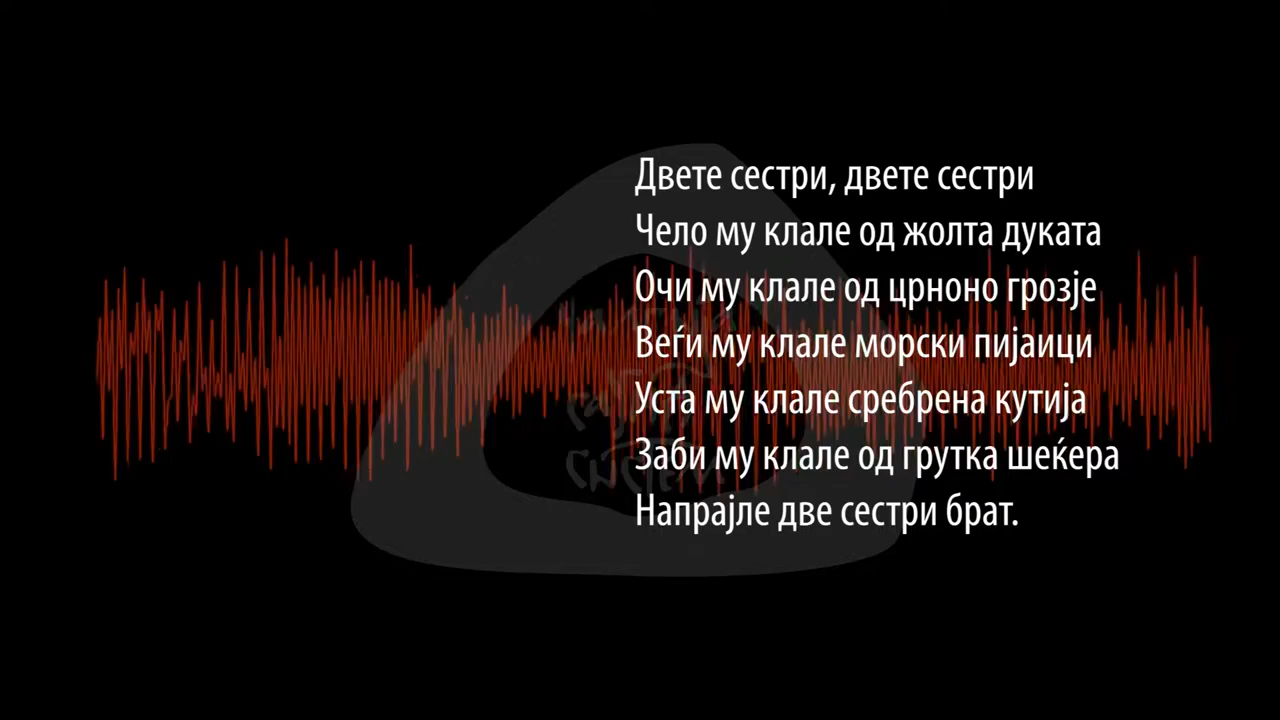 Двете сестри, двете сестри
Чело му клале од жолта дуката
Очи му клале од црноно грозје
Веѓи му клале морски пијаици
Уста му клале сребрена кутија
Заби му клале од грутка шеќера
Напрајле две сестри брат.